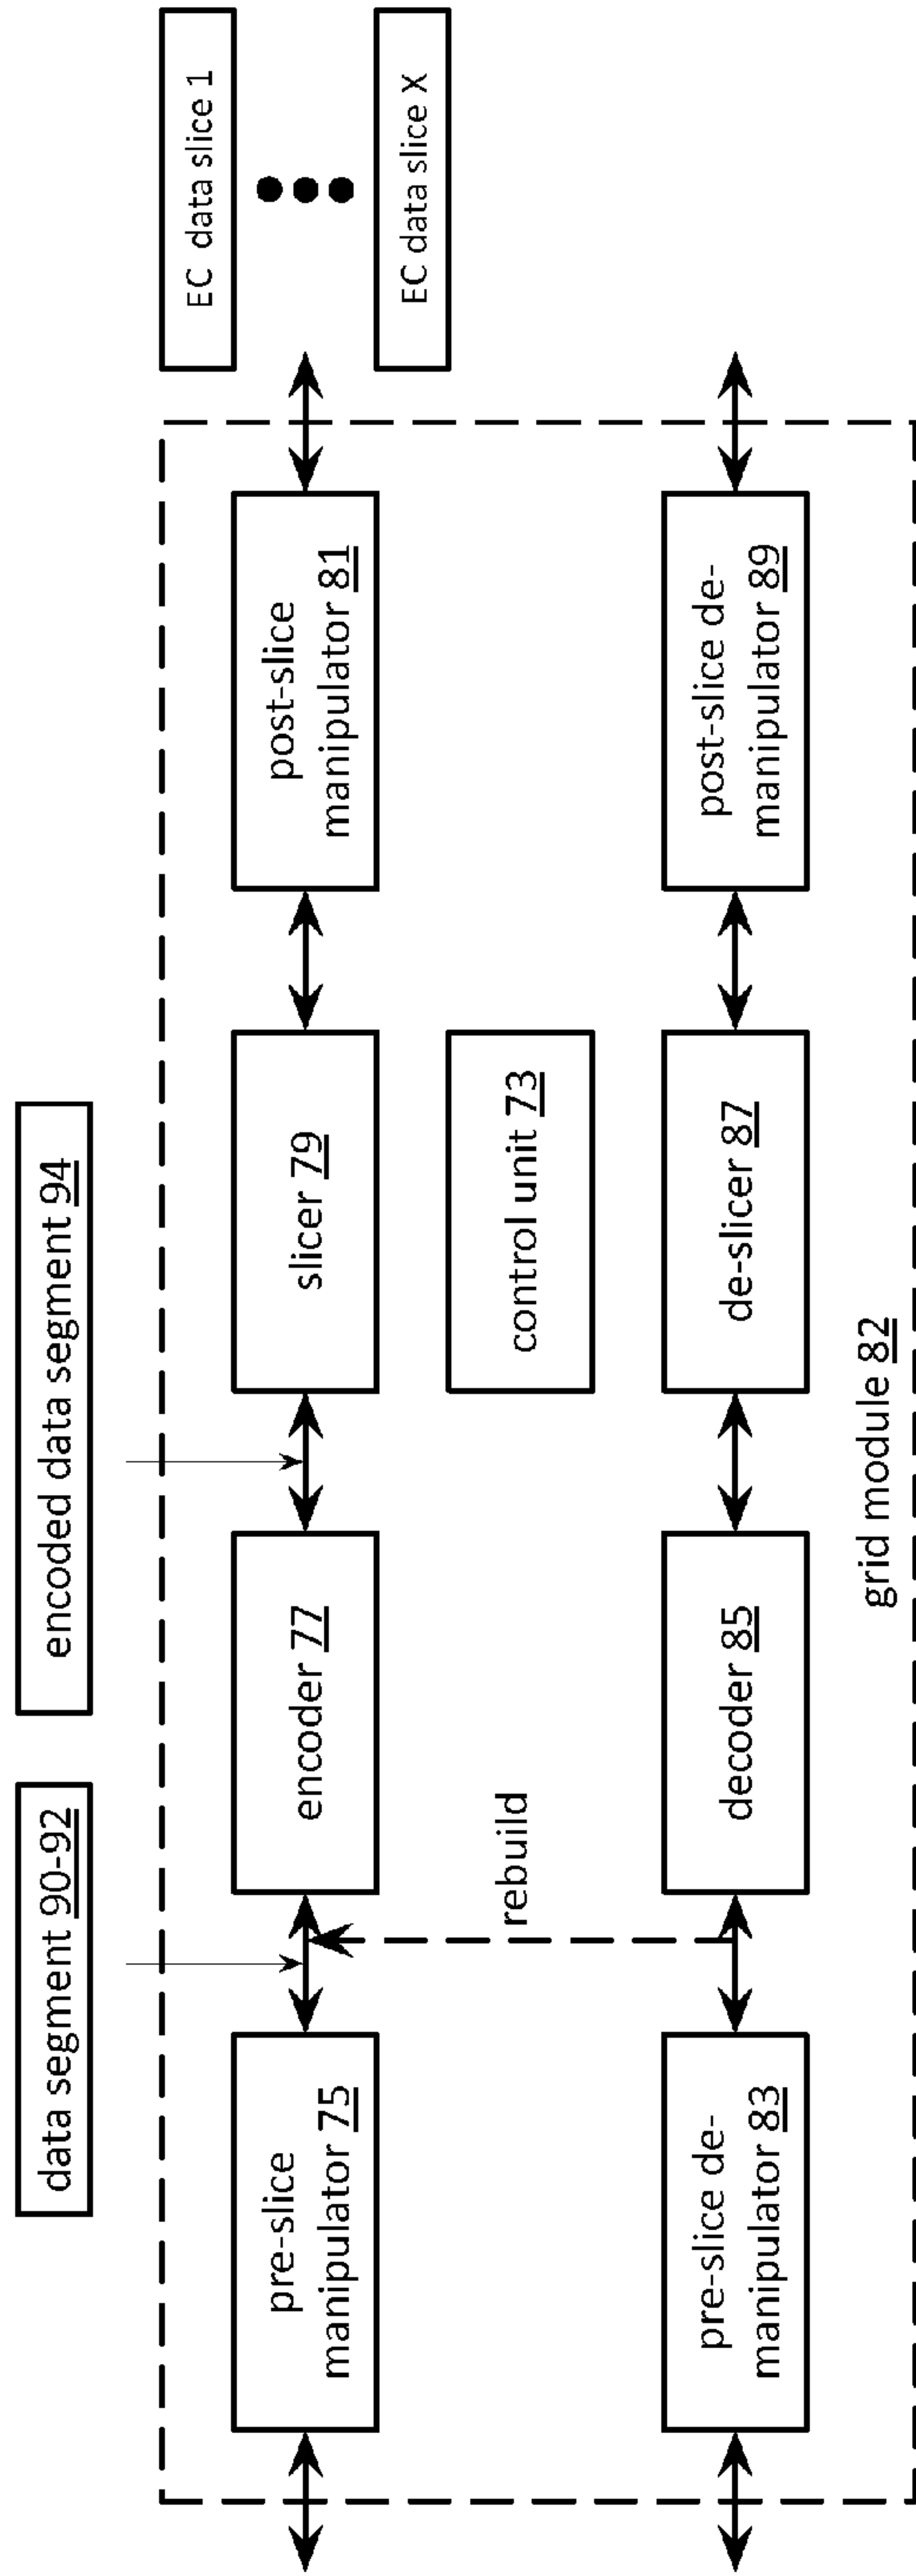 data segment 90-92
encoded data segment 94
EC data slice 1
EC data slice X
pre-slice
manipulator 75
encoder 77
slicer 79
post-slice
manipulator 81
rebuild
control unit 73
pre-slice de-
manipulator 83
decoder 85
de-slicer 87
post-slice de-
manipulator 89
grid module 82